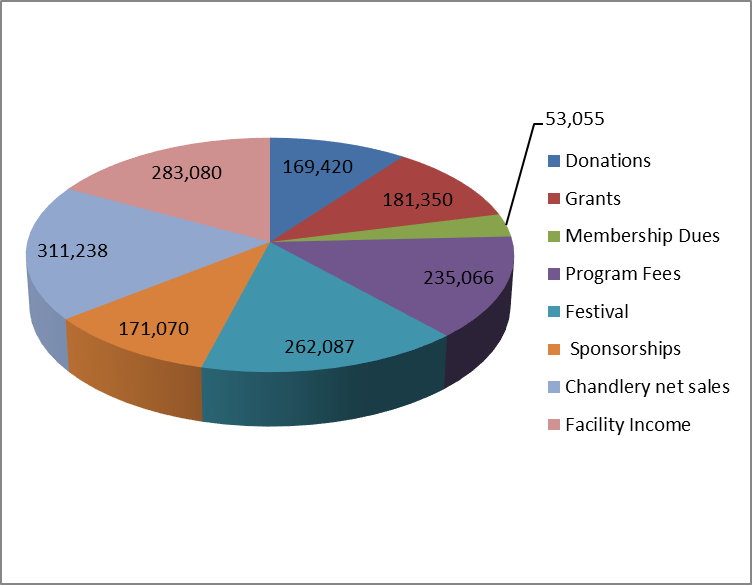 53,055
169,420
283,080
181,350
311,238
235,066
171,070
262,087
Donations
Grants
Membership Dues
Program Fees
Festival
Sponsorships
Chandlery net sales
Facility Income